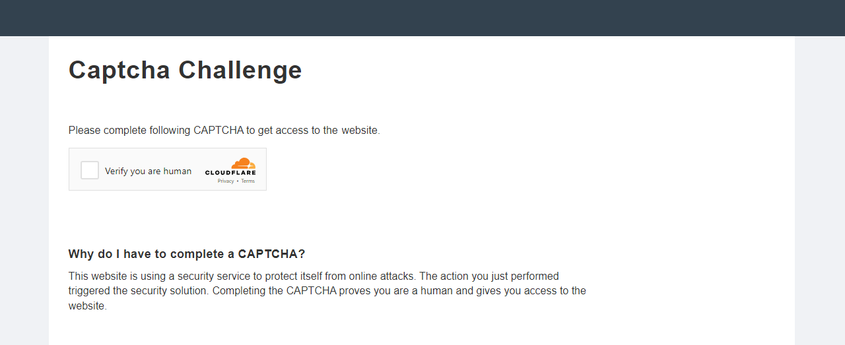 Captcha Challenge
Please complete following CAPTCHA to get access to the website.
Verify you are human
CLOUDFLARE
Privacy • Terms
Why do I have to complete a CAPTCHA?
This website is using a security service to protect itself from online attacks. The action you just performed
triggered the security solution. Completing the CAPTCHA proves you are a human and gives you access to the
website.